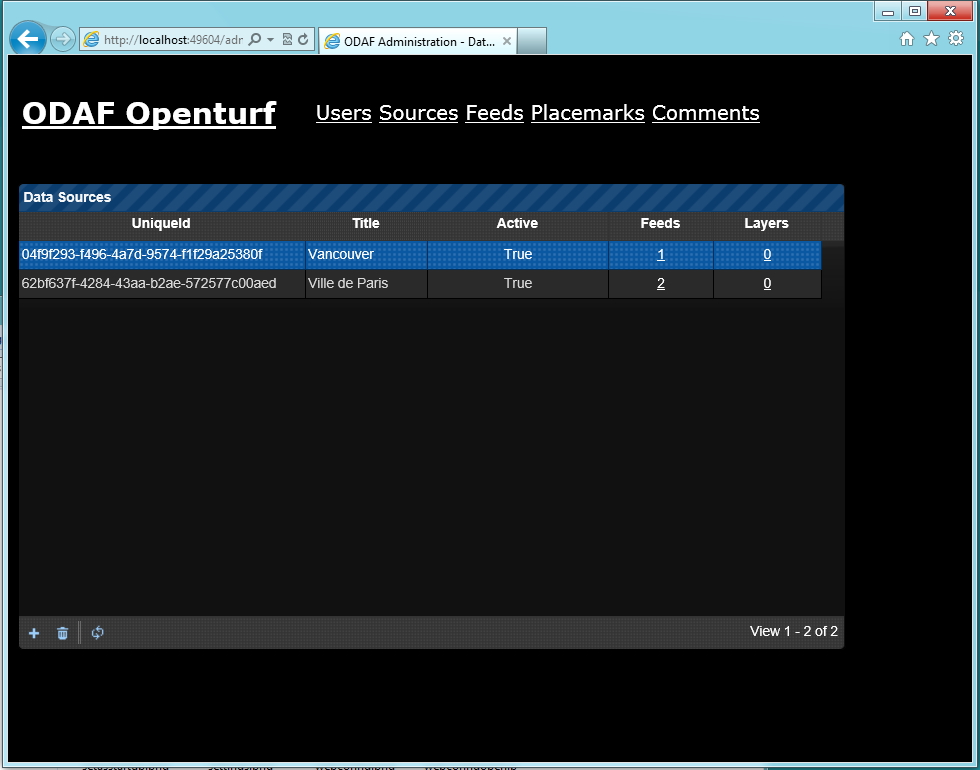 http://localhost:49604/adr
ODAF Administration - Dat...
ODAF Openturf
Users Sources Feeds Placemarks Comments
Data Sources
UniqueId Title Active Feeds Layers
04f9f293-f496-4a7d-9574-f1f29a25380f Vancouver True 1 0
62bf637f-4284-43aa-b2ae-572577c00aed Ville de Paris True 2 0
View 1 - 2 of 2